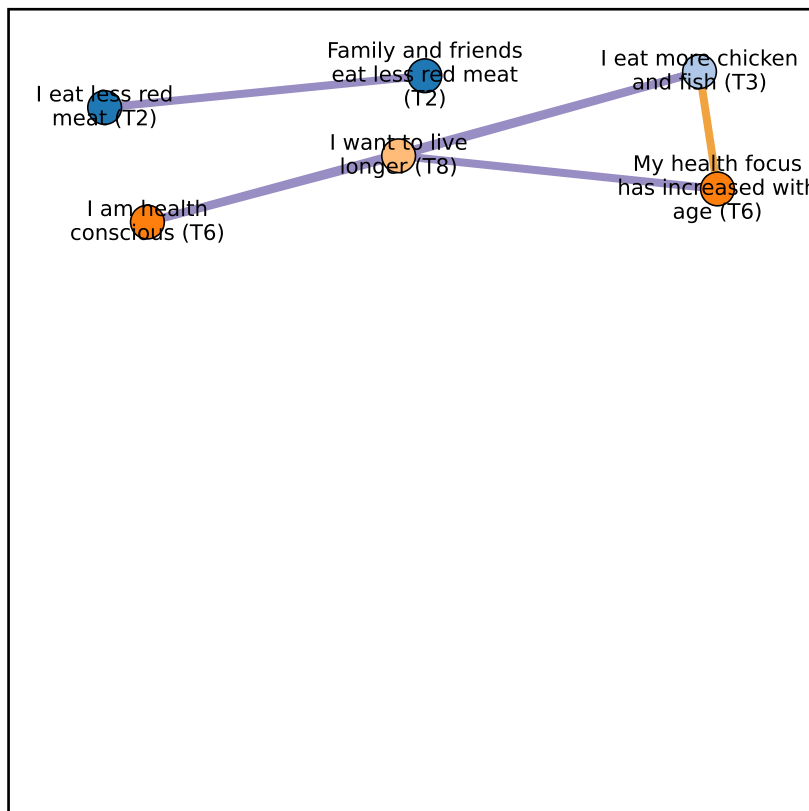 Family and friends
eat less red meat
(T2)
I eat more chicken
and fish (T3)
I eat less red
meat (T2)
I want to live
longer (T8)
My health focus
has increased with
age (T6)
I am health
conscious (T6)